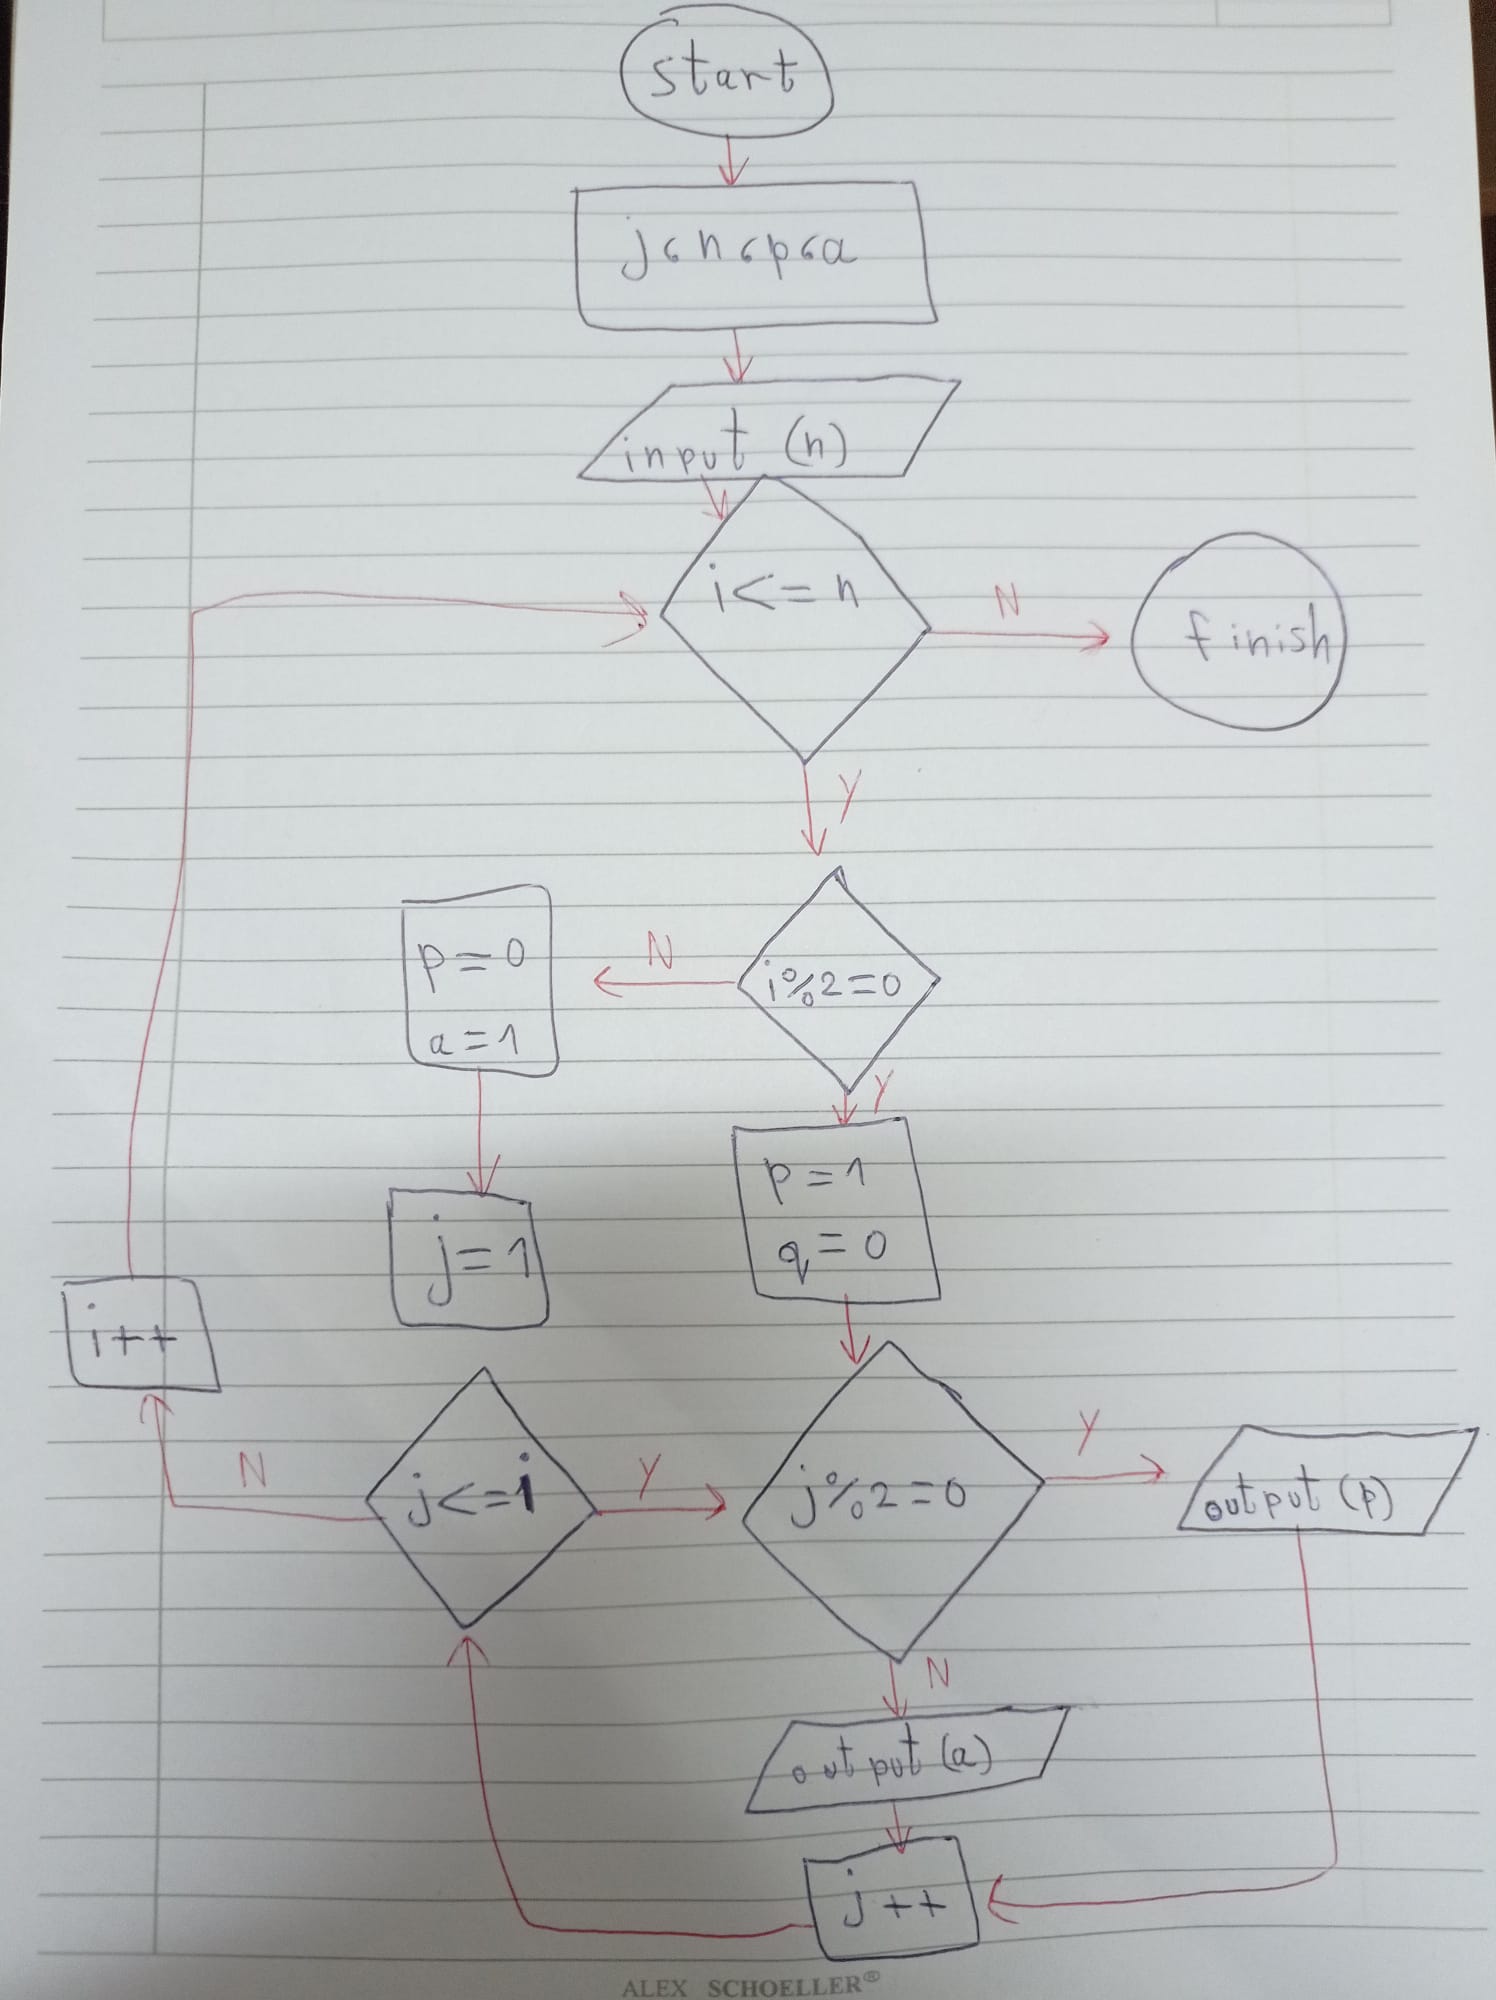 start
j، n، p، a
input (n)
i<=n
N
finish
Y
p=0
a=1
N
i%2=0
Y
p=1
q=0
j=1
i++
N
j<=i
Y
j%2=0
Y
output (p)
N
output (a)
j++
ALEX SCHOELLER®